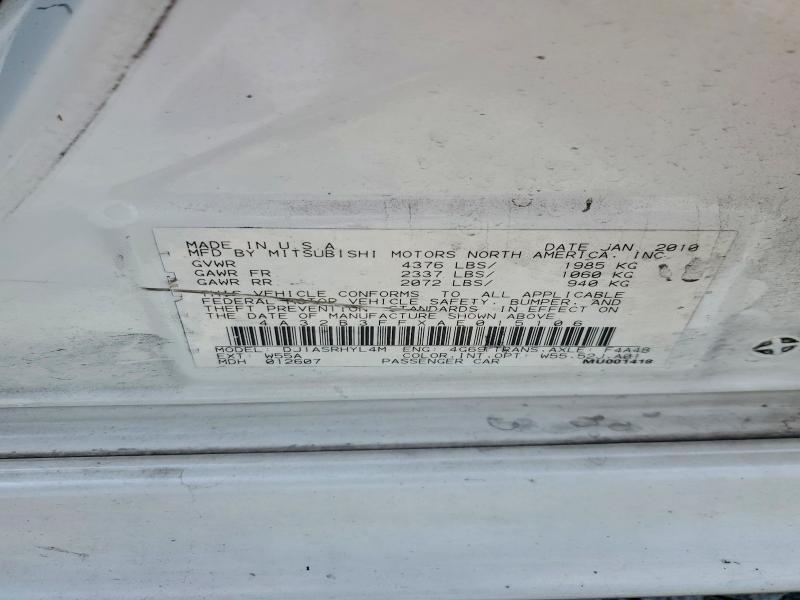 MADE IN U.S.A. DATE JAN 2010
MFD BY MITSUBISHI MOTORS NORTH AMERICA, INC.
GVWR 4376 LBS/ 1985 KG
GAWR FR 2337 LBS/ 1060 KG
GAWR RR 2072 LBS/ 940 KG
THIS VEHICLE CONFORMS TO ALL APPLICABLE
FEDERAL MOTOR VEHICLE SAFETY, BUMPER, AND
THEFT PREVENTION STANDARDS IN EFFECT ON
THE DATE OF MANUFACTURE SHOWN ABOVE
4A32B3FFXAE015106
MODEL: DJ1ASRHYL4M ENG: 4G69 TRANS.AXLE: F4A4B
EXT: W55A COLOR.INT.OPT: W55.52J.A01
MDH 012607 PASSENGER CAR MU001418